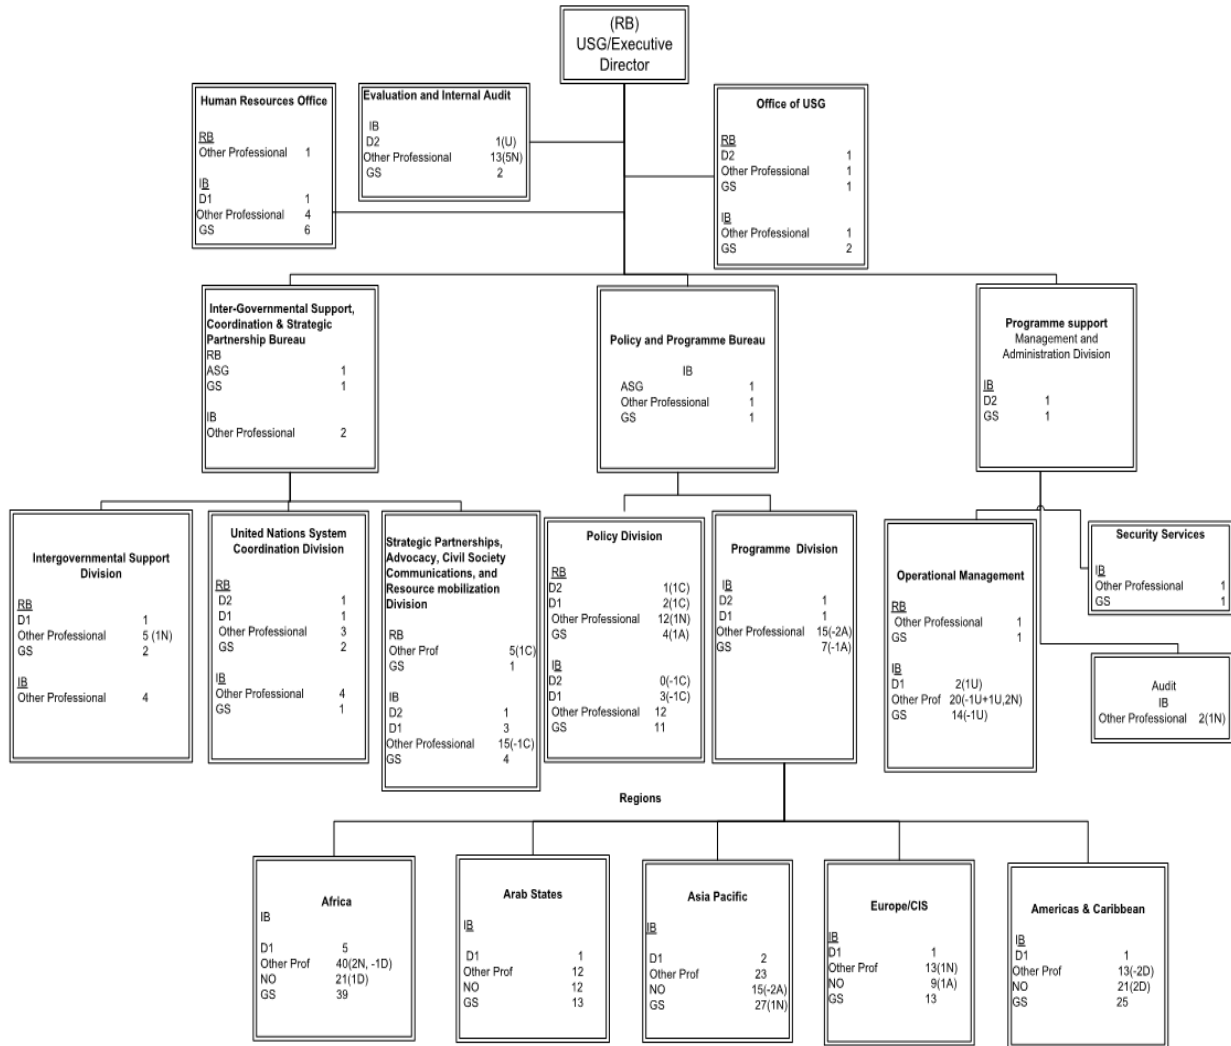 (RB)
USG/Executive
Director
Human Resources Office
RB
Other Professional 1
IB
D1 1
Other Professional 4
GS 6
Evaluation and Internal Audit
IB
D2 1(U)
Other Professional 13(5N)
GS 2
Office of USG
RB
D2 1
Other Professional 1
GS 1
IB
Other Professional 1
GS 2
Inter-Governmental Support,
Coordination & Strategic
Partnership Bureau
RB
ASG 1
GS 1
IB
Other Professional 2
Policy and Programme Bureau
IB
ASG 1
Other Professional 1
GS 1
Programme support
Management and
Administration Division
IB
D2 1
GS 1
Intergovernmental Support
Division
RB
D1 1
Other Professional 5 (1N)
GS 2
IB
Other Professional 4
United Nations System
Coordination Division
RB
D2 1
D1 1
Other Professional 3
GS 2
IB
Other Professional 4
GS 1
Strategic Partnerships,
Advocacy, Civil Society
Communications, and
Resource mobilization
Division
RB
Other Prof 5(1C)
GS 1
IB
D2 1
D1 3
Other Professional 15(-1C)
GS 4
Policy Division
RB
D2 1(1C)
D1 2(1C)
Other Professional 12(1N)
GS 4(1A)
IB
D2 0(-1C)
D1 3(-1C)
Other Professional 12
GS 11
Programme Division
IB
D2 1
D1 1
Other Professional 15(-2A)
GS 7(-1A)
Operational Management
RB
Other Professional 1
GS 1
IB
D1 2(1U)
Other Prof 20(-1U+1U,2N)
GS 14(-1U)
Security Services
IB
Other Professional 1
GS 1
Audit
IB
Other Professional 2(1N)
Regions
Africa
IB
D1 5
Other Prof 40(2N, -1D)
NO 21(1D)
GS 39
Arab States
IB
D1 1
Other Prof 12
NO 12
GS 13
Asia Pacific
IB
D1 2
Other Prof 23
NO 15(-2A)
GS 27(1N)
Europe/CIS
IB
D1 1
Other Prof 13(1N)
NO 9(1A)
GS 13
Americas & Caribbean
IB
D1 1
Other Prof 13(-2D)
NO 21(2D)
GS 25